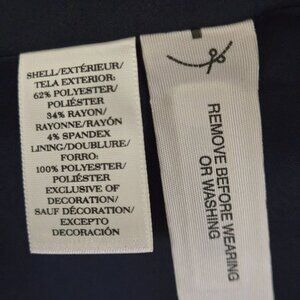 SHELL/EXTÉRIEUR/
TELA EXTERIOR:
62% POLYESTER/
POLIÉSTER
34% RAYON/
RAYONNE/RAYÓN
4% SPANDEX
LINING/DOUBLURE/
FORRO:
100% POLYESTER/
POLIÉSTER
EXCLUSIVE OF
DECORATION/
SAUF DÉCORATION/
EXCEPTO
DECORACIÓN
REMOVE BEFORE WEARING
OR WASHING